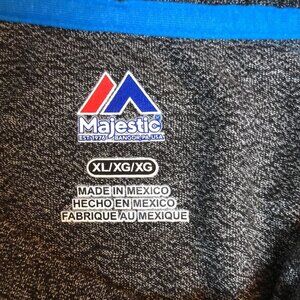 Majestic
EST. 1976 BANGOR, PA, USA
XL/XG/XG
MADE IN MEXICO
HECHO EN MEXICO
FABRIQUE AU MEXIQUE